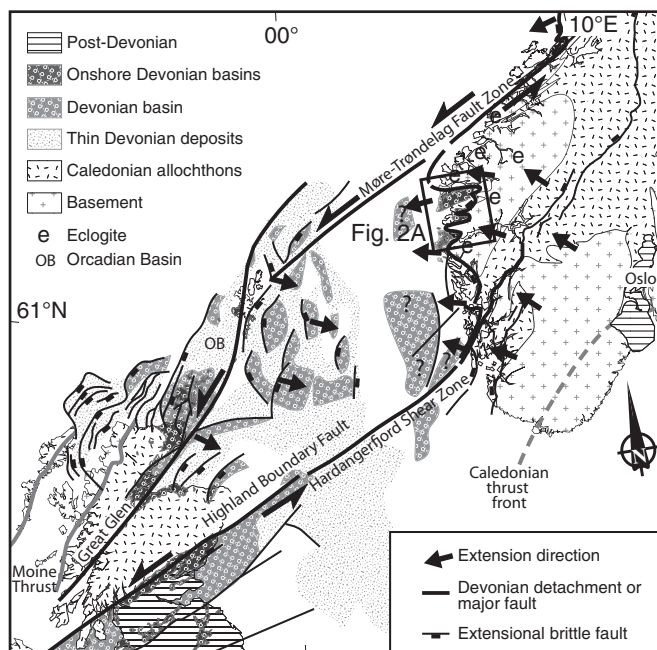 00°
10°E
Post-Devonian
Onshore Devonian basins
Devonian basin
Thin Devonian deposits
Caledonian allochthons
Basement
e Eclogite
OB Orcadian Basin
Møre-Trøndelag Fault Zone
e
e
e
e
e
e
e
Fig. 2A
?
61°N
OB
?
?
?
Oslo
Highland Boundary Fault
Hardangerfjord Shear Zone
Great Glen
Moine
Thrust
Caledonian
thrust
front
N
Extension direction
Devonian detachment or
major fault
Extensional brittle fault